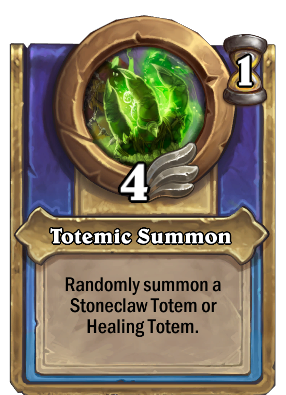 1
4
Totemic Summon
Randomly summon a
Stoneclaw Totem or
Healing Totem.